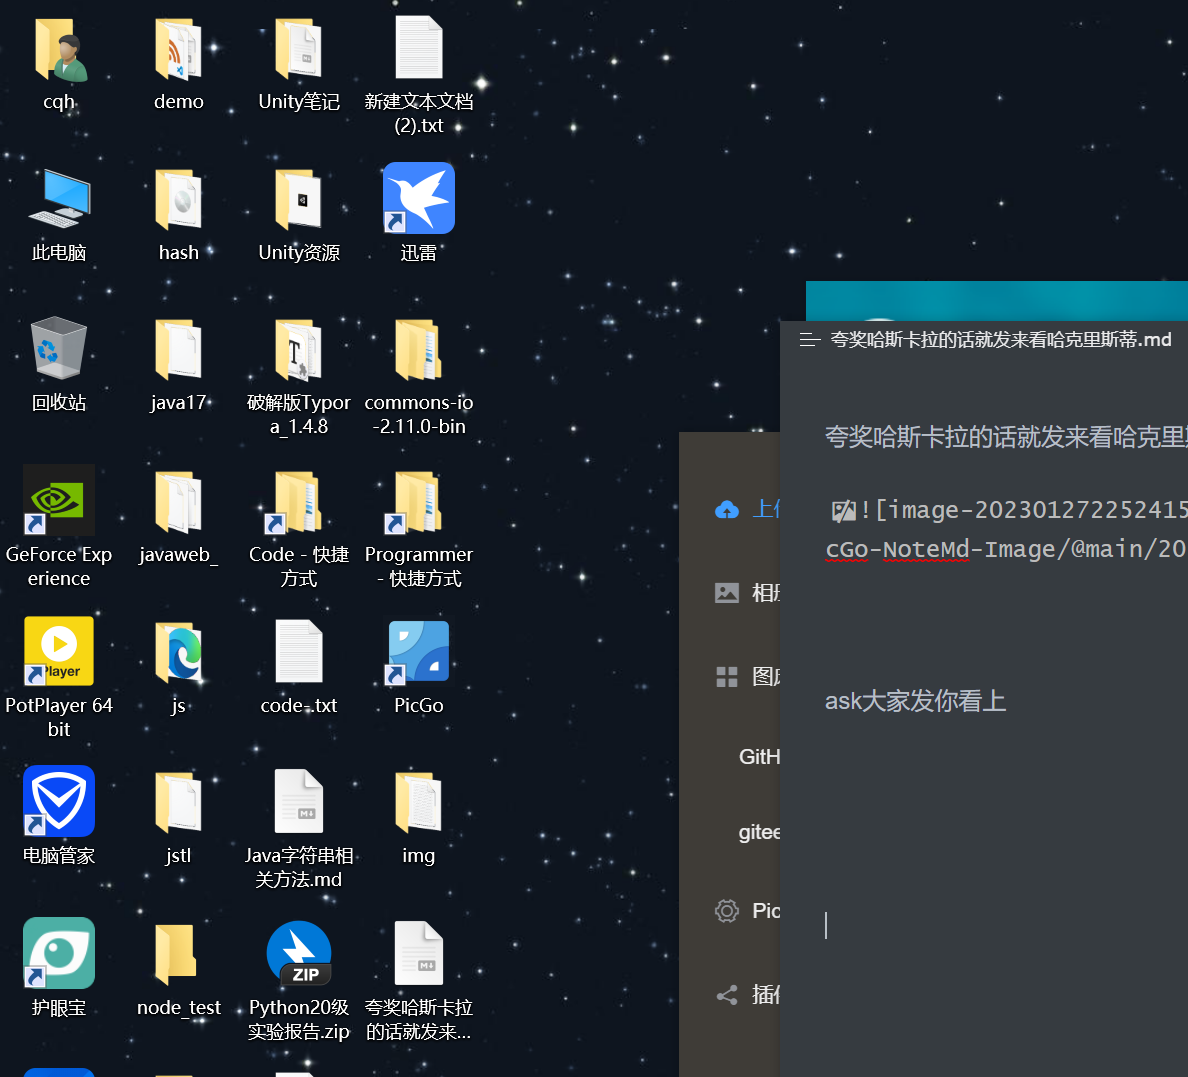 cqh
demo
Unity笔记
新建文本文档
(2).txt
此电脑
hash
Unity资源
迅雷
回收站
java17
破解版Typor
a_1.4.8
commons-io
-2.11.0-bin
GeForce Exp
erience
javaweb_
Code - 快捷
方式
Programmer
- 快捷方式
Player
PotPlayer 64
bit
js
code-.txt
PicGo
电脑管家
jstl
M↓
Java字符串相
关方法.md
img
护眼宝
node_test
ZIP
Python20级
实验报告.zip
M↓
夸奖哈斯卡拉
的话就发来...
夸奖哈斯卡拉的话就发来看哈克里斯蒂.md
夸奖哈斯卡拉的话就发来看哈克里
![image-202301272252415
cGo-NoteMd-Image/@main/20
ask大家发你看上
上
相
图
GitH
gitee
Pic
插